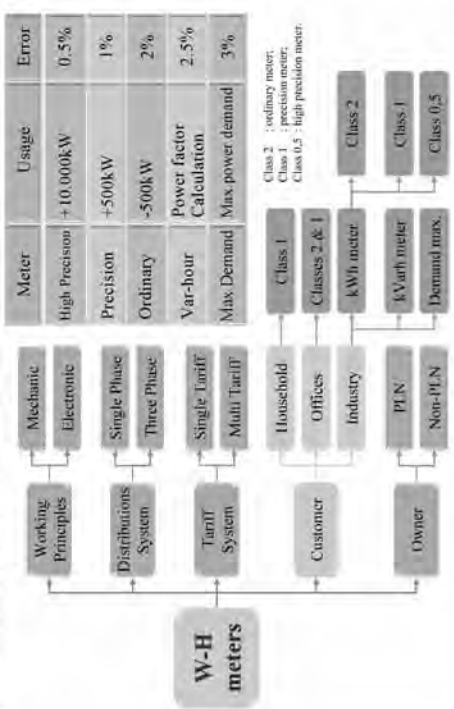 W-H
meters
Working
Principles
Mechanic
Electronic
Distributions
System
Single Phase
Three Phase
Tariff
System
Single Tariff
Multi Tariff
Customer
Household
Class 1
Offices
Classes 2 & 1
Industry
kWh meter
Class 2
Class 1
Class 0,5
kVarh meter
Demand max.
Owner
PLN
Non-PLN
Meter Usage Error
High Precision +10.000kW 0.5%
Precision +500kW 1%
Ordinary -500kW 2%
Var-hour Power factor 2.5%
Calculation
Max Demand Max power demand 3%
Class 2 : ordinary meter;
Class 1 : precision meter;
Class 0,5 : high precision meter.